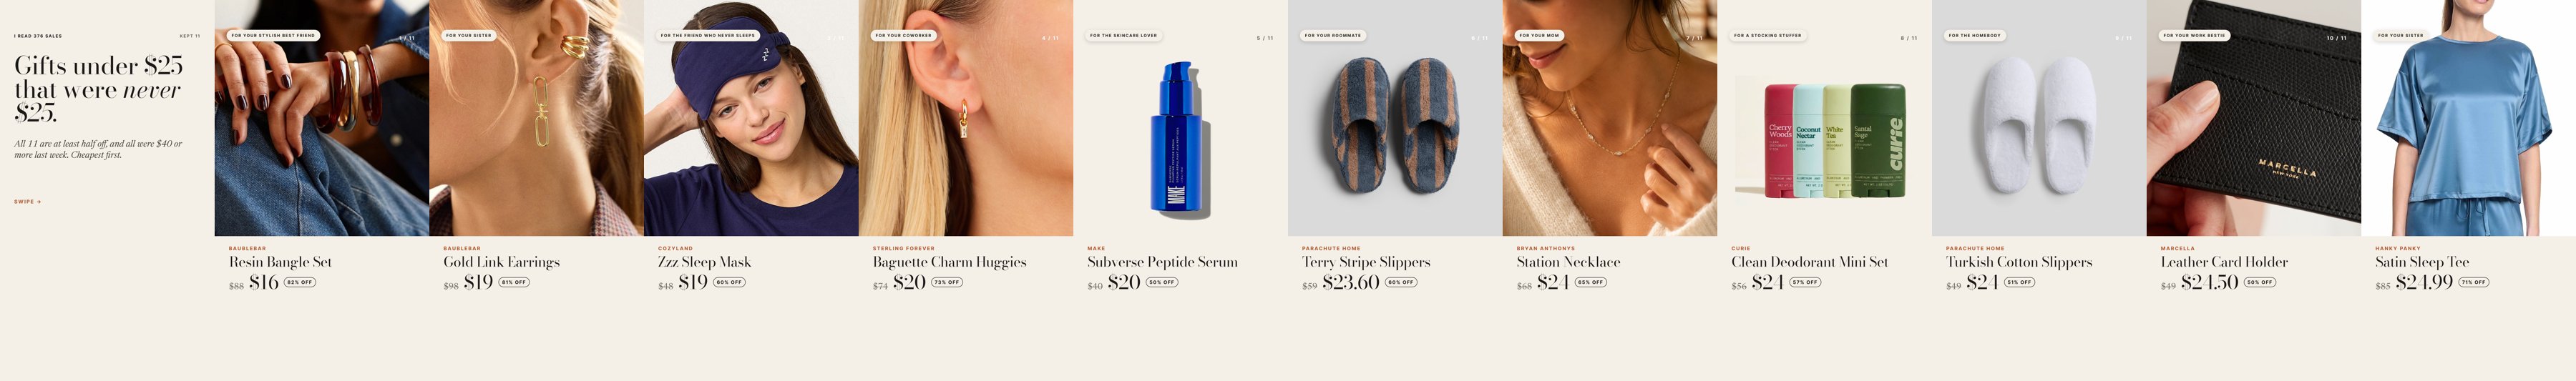 I READ 376 SALES
KEPT 11
Gifts under $25
that were never
$25.
All 11 are at least half off, and all were $40 or
more last week. Cheapest first.
SWIPE →
FOR YOUR STYLISH BEST FRIEND
1 / 11
BAUBLEBAR
Resin Bangle Set
$88 $16 82% OFF
FOR YOUR SISTER
BAUBLEBAR
Gold Link Earrings
$98 $19 81% OFF
FOR THE FRIEND WHO NEVER SLEEPS
COZYLAND
Zzz Sleep Mask
$48 $19 60% OFF
FOR YOUR COWORKER
4 / 11
STERLING FOREVER
Baguette Charm Huggies
$74 $20 73% OFF
FOR THE SKINCARE LOVER
5 / 11
MAKE
MAKE
Subverse Peptide Serum
$40 $20 50% OFF
FOR YOUR ROOMMATE
6 / 11
PARACHUTE HOME
Terry Stripe Slippers
$59 $23.60 60% OFF
FOR YOUR MOM
7 / 11
BRYAN ANTHONYS
Station Necklace
$68 $24 65% OFF
FOR A STOCKING STUFFER
8 / 11
Cherry
Woods
Coconut
Nectar
White
Tea
Santal
Sage
curie
CURIE
Clean Deodorant Mini Set
$56 $24 57% OFF
FOR THE HOMEBODY
9 / 11
PARACHUTE HOME
Turkish Cotton Slippers
$49 $24 51% OFF
FOR YOUR WORK BESTIE
10 / 11
MARCELLA
NEW YORK
MARCELLA
Leather Card Holder
$49 $24.50 50% OFF
FOR YOUR SISTER
HANKY PANKY
Satin Sleep Tee
$85 $24.99 71% OFF